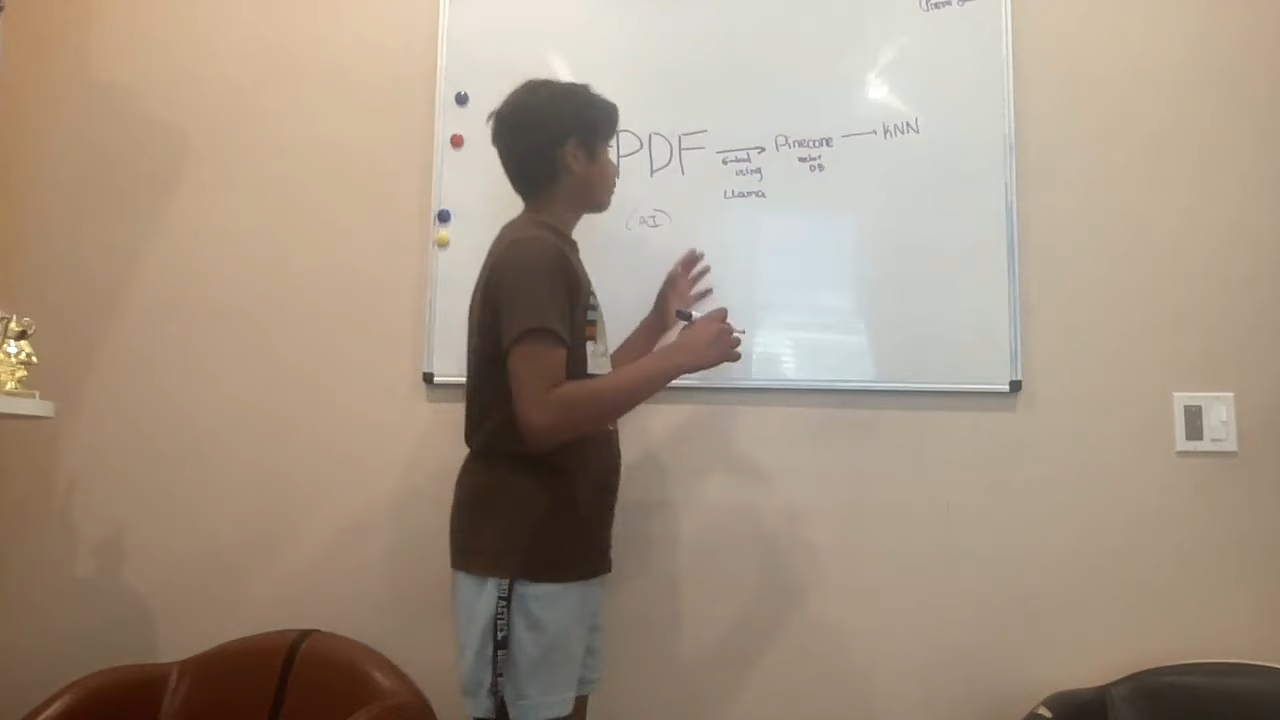 PDF → Pinecone → KNN
Embed
using
Llama
vector
DB
(AI)